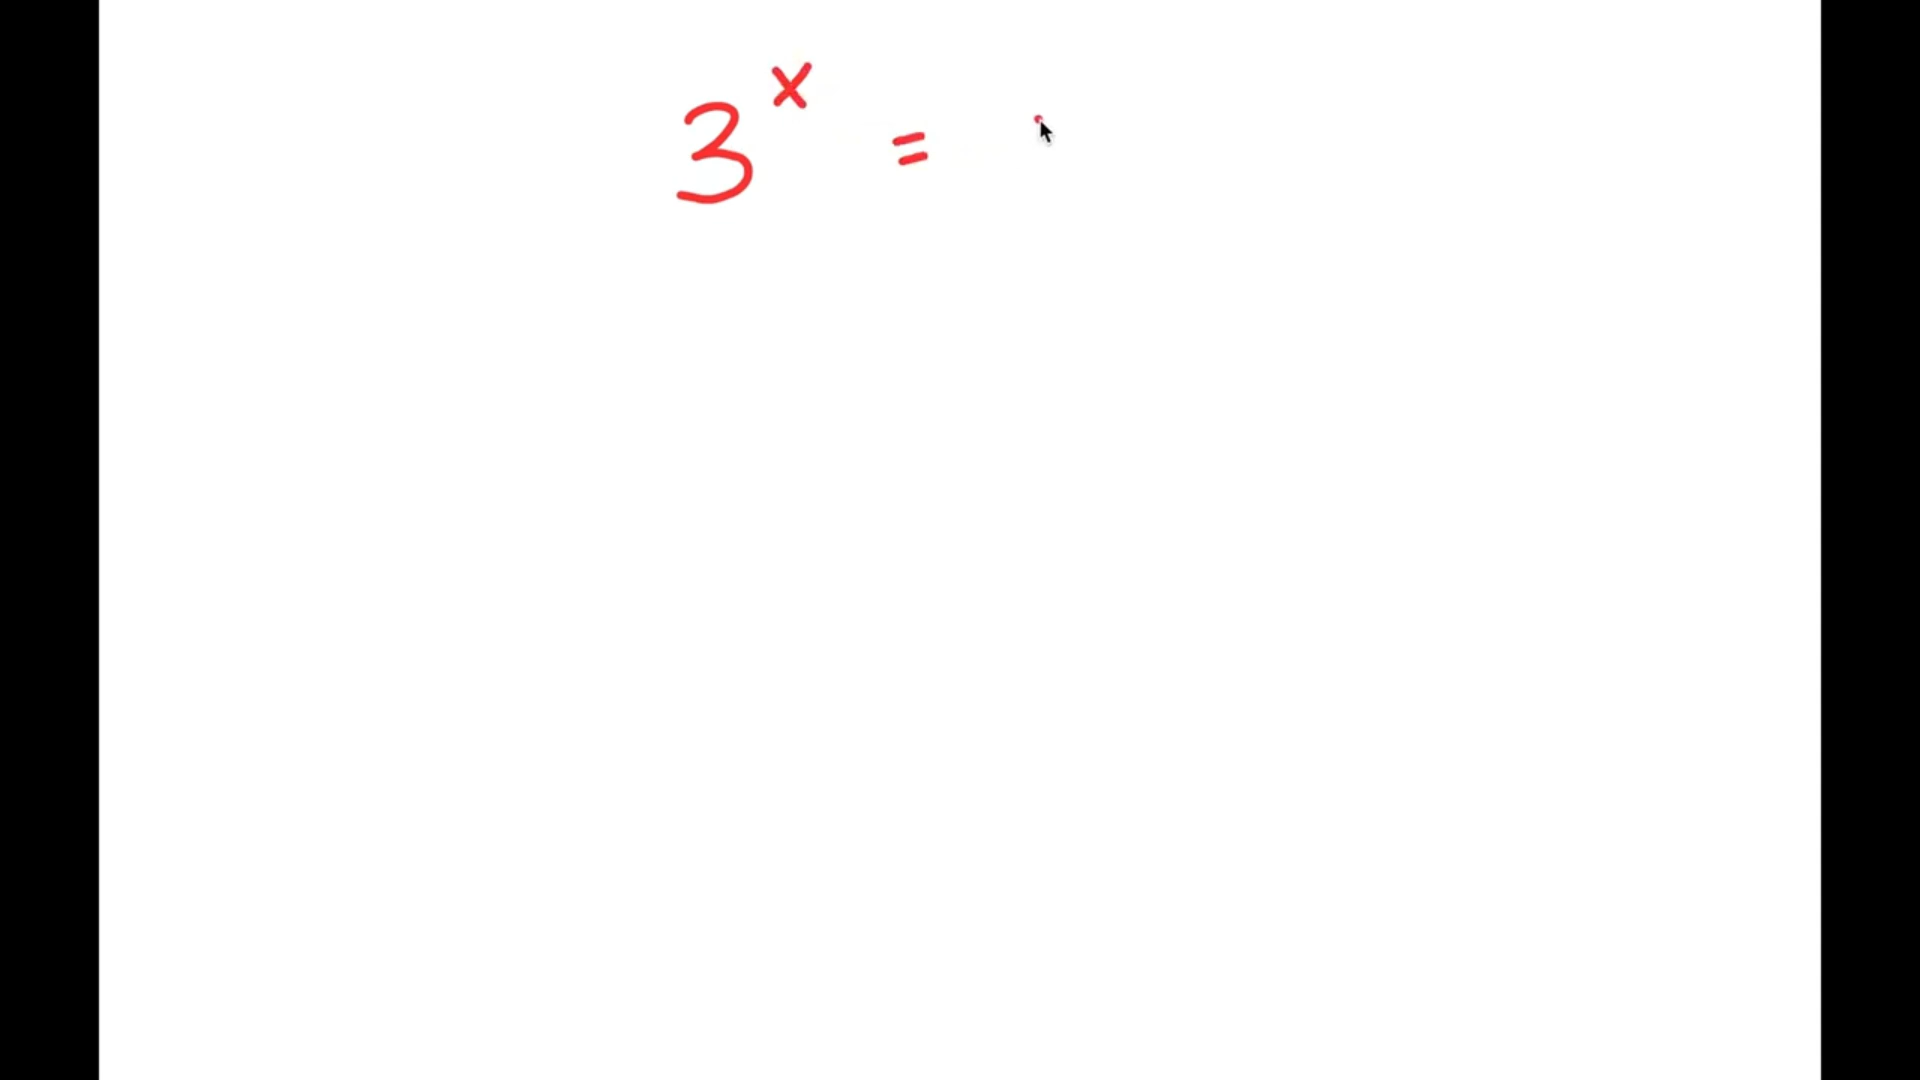 3^x =